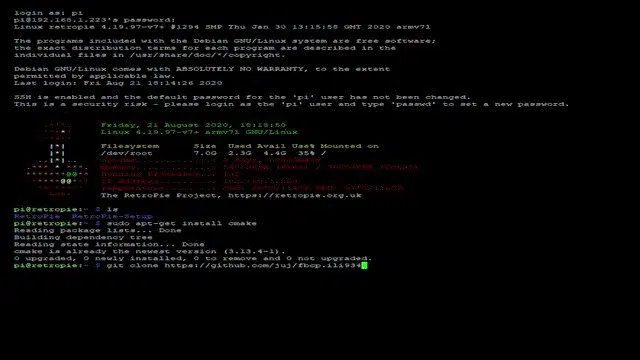 login as: pi
pi@192.168.1.223's password:
Linux retropie 4.19.97-v7+ #1294 SMP Thu Jan 30 13:15:58 GMT 2020 armv7l
The programs included with the Debian GNU/Linux system are free software;
the exact distribution terms for each program are described in the
individual files in /usr/share/doc/*/copyright.
Debian GNU/Linux comes with ABSOLUTELY NO WARRANTY, to the extent
permitted by applicable law.
Last login: Fri Aug 21 18:14:26 2020
SSH is enabled and the default password for the 'pi' user has not been changed.
This is a security risk - please login as the 'pi' user and type 'passwd' to set a new password.
Friday, 21 August 2020, 18:18:50
Linux 4.19.97-v7+ armv7l GNU/Linux
Filesystem Size Used Avail Use% Mounted on
/dev/root 7.0G 2.3G 4.4G 35% /
The RetroPie Project, https://retropie.org.uk
pi@retropie:~ $ ls
RetroPie RetroPie-Setup
pi@retropie:~ $ sudo apt-get install cmake
Reading package lists... Done
Building dependency tree
Reading state information... Done
cmake is already the newest version (3.13.4-1).
0 upgraded, 0 newly installed, 0 to remove and 0 not upgraded.
pi@retropie:~ $ git clone https://github.com/juj/fbcp.ili934